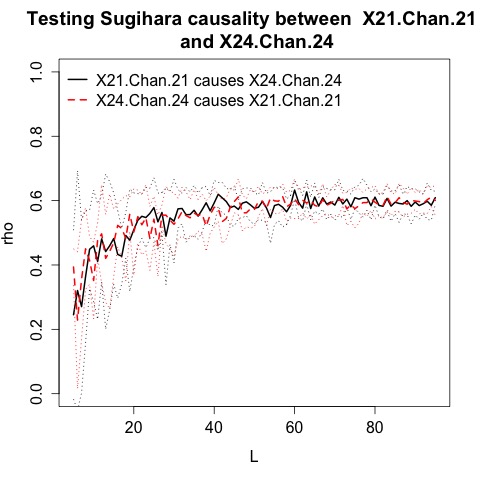 Testing Sugihara causality between  X21.Chan.21
and X24.Chan.24
X21.Chan.21 causes X24.Chan.24
X24.Chan.24 causes X21.Chan.21
rho
1.0
0.8
0.6
0.4
0.2
0.0
20 40 60 80
L